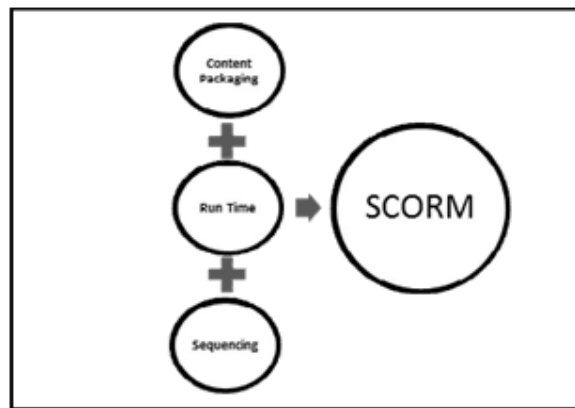 Content
Packaging
Run Time
SCORM
Sequencing